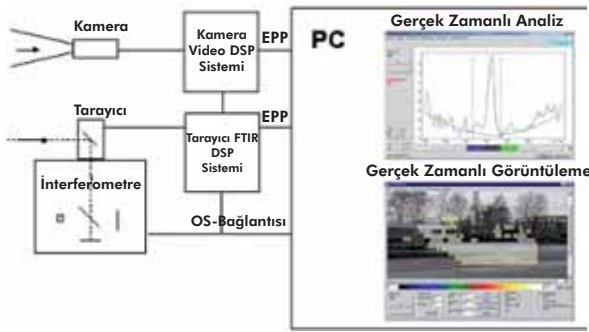 Kamera
Kamera
Video DSP
Sistemi
EPP
PC
Gerçek Zamanlı Analiz
Tarayıcı
Tarayıcı FTIR
DSP
Sistemi
EPP
Gerçek Zamanlı Görüntüleme
İnterferometre
OS-Bağlantısı